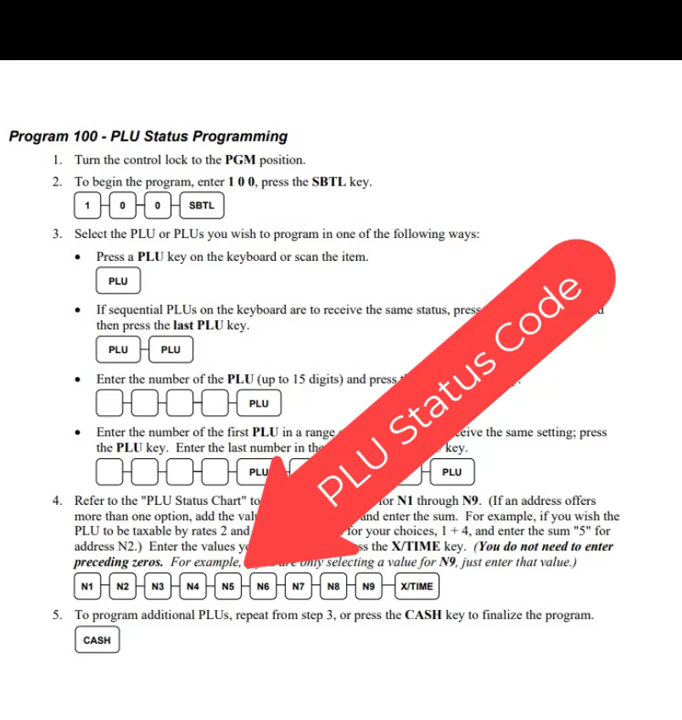 Program 100 - PLU Status Programming
1. Turn the control lock to the PGM position.
2. To begin the program, enter 1 0 0, press the SBTL key.
1 0 0 SBTL
3. Select the PLU or PLUs you wish to program in one of the following ways:
• Press a PLU key on the keyboard or scan the item.
PLU
• If sequential PLUs on the keyboard are to receive the same status, press
then press the last PLU key.
PLU PLU
• Enter the number of the PLU (up to 15 digits) and press
PLU
• Enter the number of the first PLU in a range receive the same setting; press
the PLU key. Enter the last number in the key.
PLU PLU
4. Refer to the "PLU Status Chart" to for N1 through N9. (If an address offers
more than one option, add the and enter the sum. For example, if you wish the
PLU to be taxable by rates 2 and for your choices, 1 + 4, and enter the sum "5" for
address N2.) Enter the values the X/TIME key. (You do not need to enter
preceding zeros. For example, only selecting a value for N9, just enter that value.)
N1 N2 N3 N4 N5 N6 N7 N8 N9 X/TIME
5. To program additional PLUs, repeat from step 3, or press the CASH key to finalize the program.
CASH
PLU Status Code